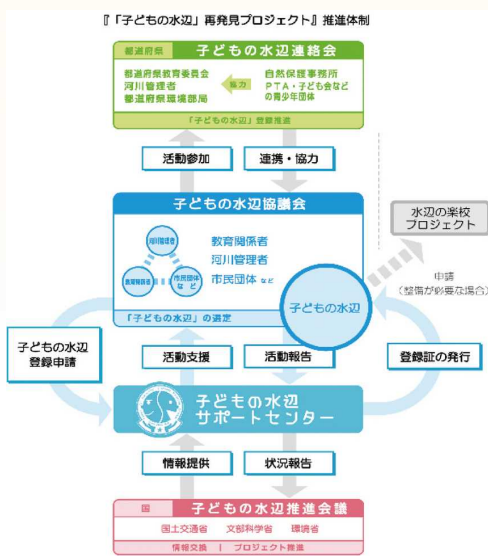 『「子どもの水辺」再発見プロジェクト』推進体制
都道府県 子どもの水辺連絡会
都道府県教育委員会
河川管理者
都道府県環境部局
協力
自然保護事務所
PTA・子ども会など
の青少年団体
「子どもの水辺」登録推進
活動参加
連携・協力
子どもの水辺協議会
河川管理者
教育関係者
市民団体
など
教育関係者
河川管理者
市民団体 など
子どもの水辺
「子どもの水辺」の選定
水辺の楽校
プロジェクト
申請
(整備が必要な場合)
子どもの水辺
登録申請
活動支援
活動報告
登録証の発行
子どもの水辺
サポートセンター
情報提供
状況報告
国 子どもの水辺推進会議
国土交通省 文部科学省 環境省
情報交換 | プロジェクト推進